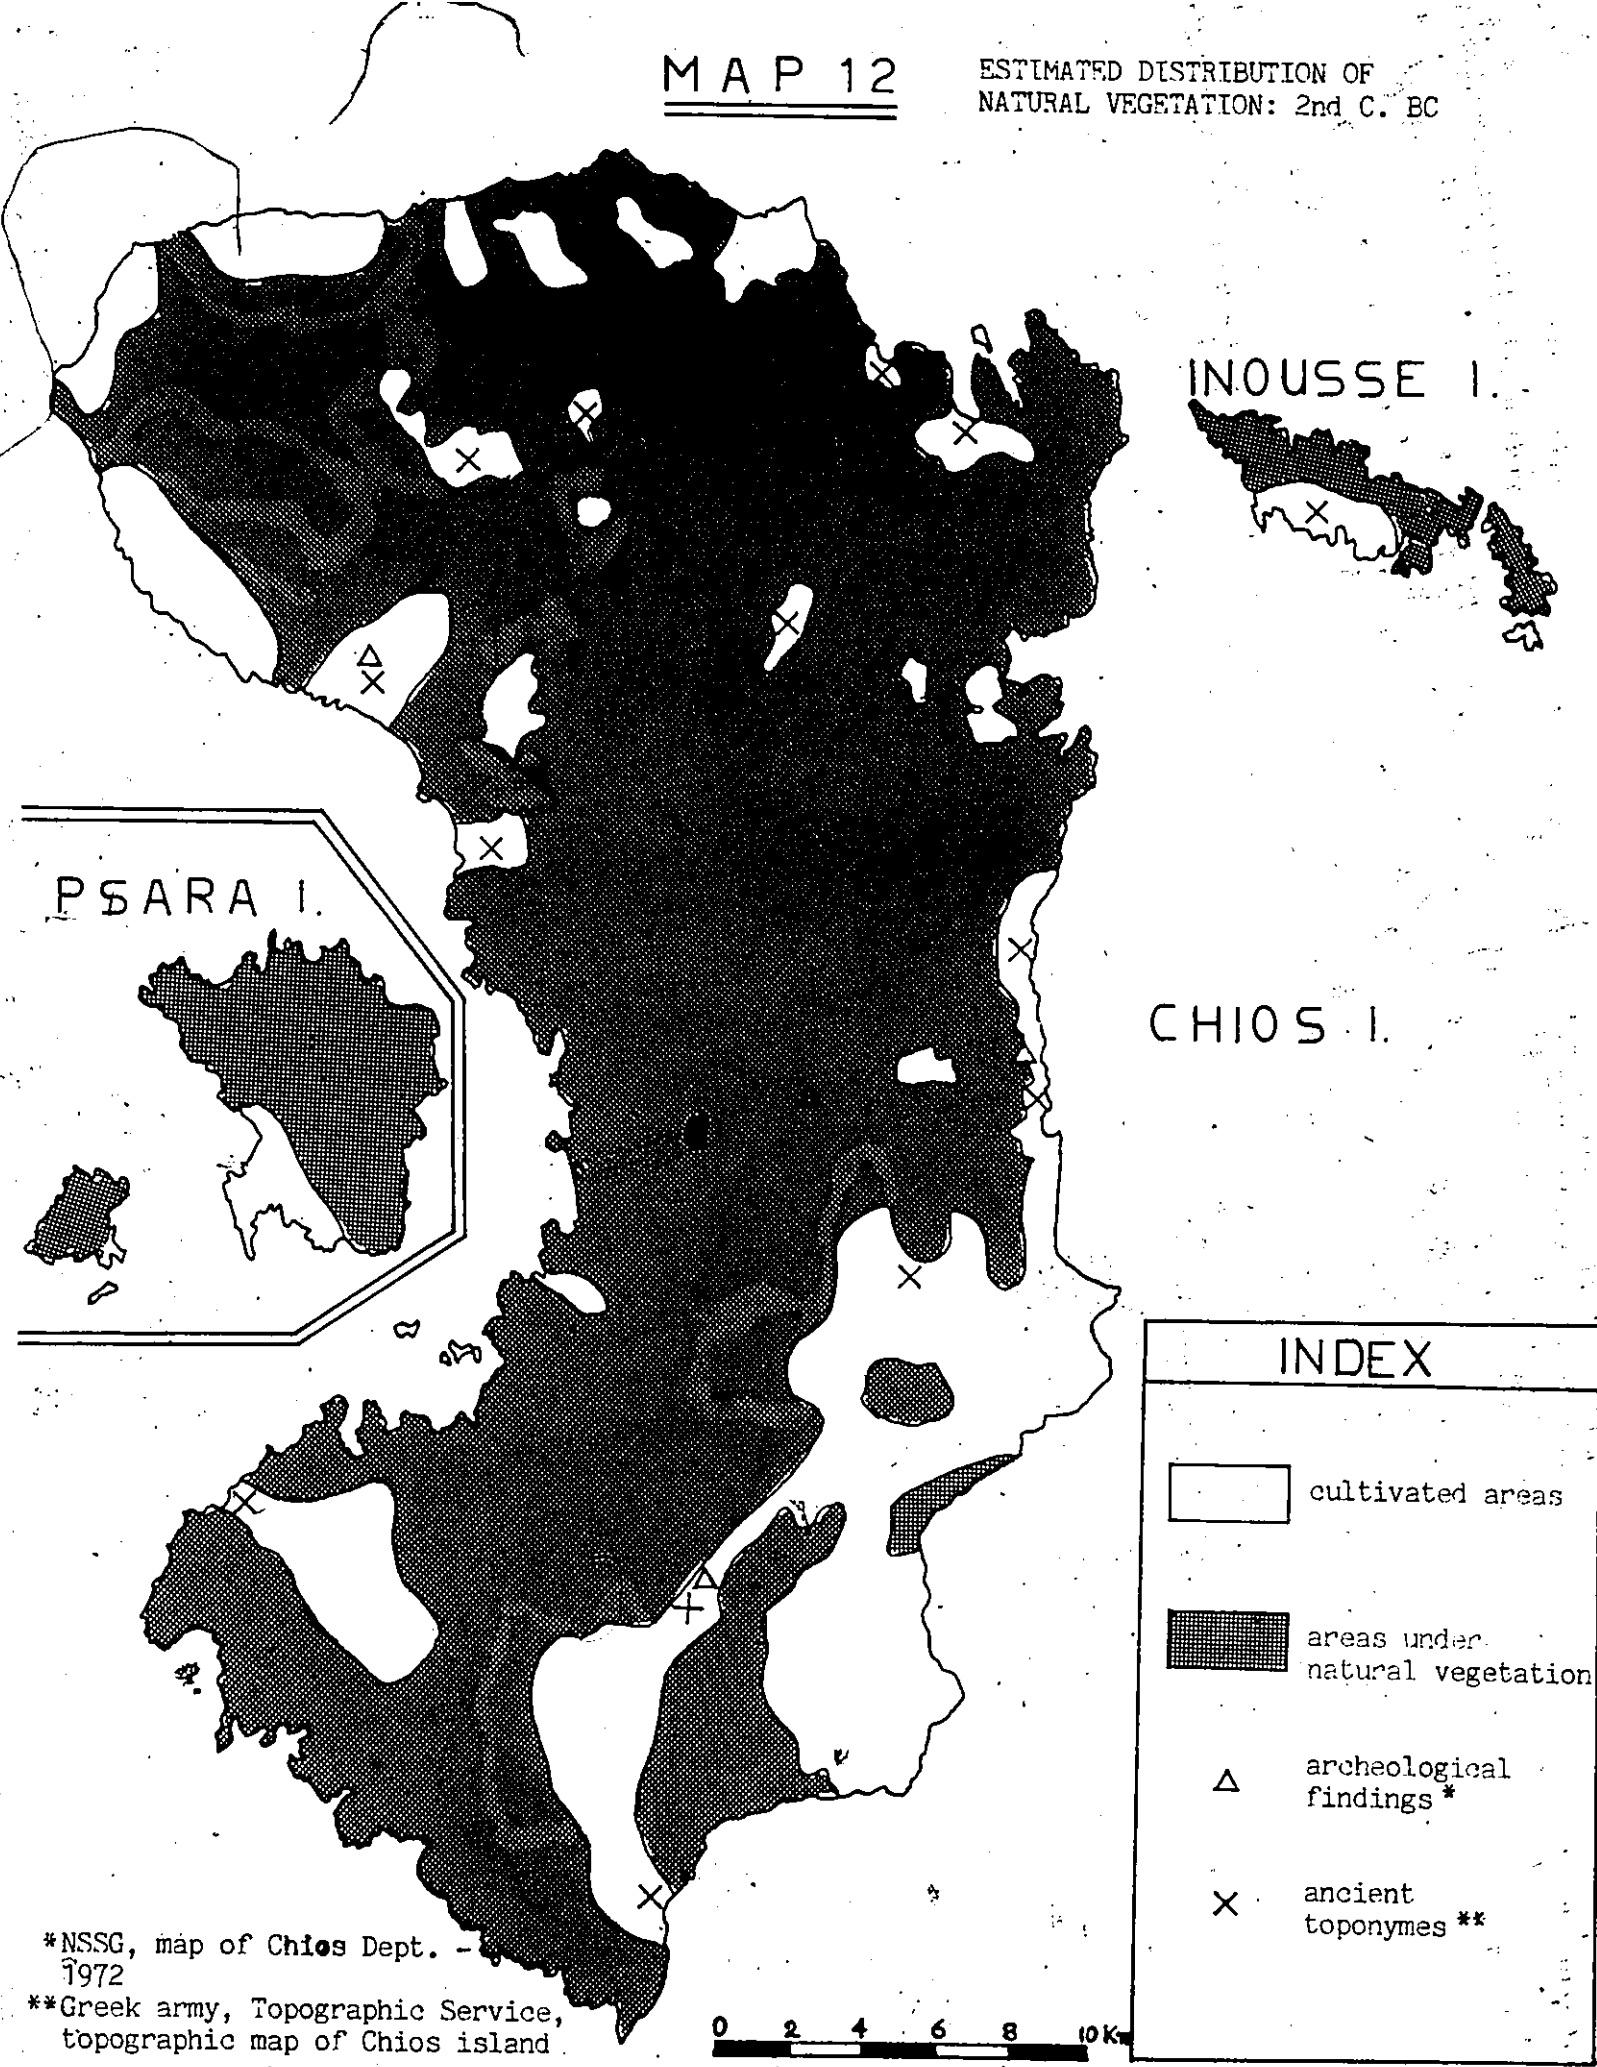 MAP 12
ESTIMATED DISTRIBUTION OF
NATURAL VEGETATION: 2nd C. BC
INOUSSE I.
PSARA I.
CHIOS I.
INDEX
cultivated areas
areas under
natural vegetation
archeological
findings *
ancient
toponymes **
*NSSG, map of Chios Dept. -
1972
**Greek army, Topographic Service,
topographic map of Chios island
0 2 4 6 8 10 Km